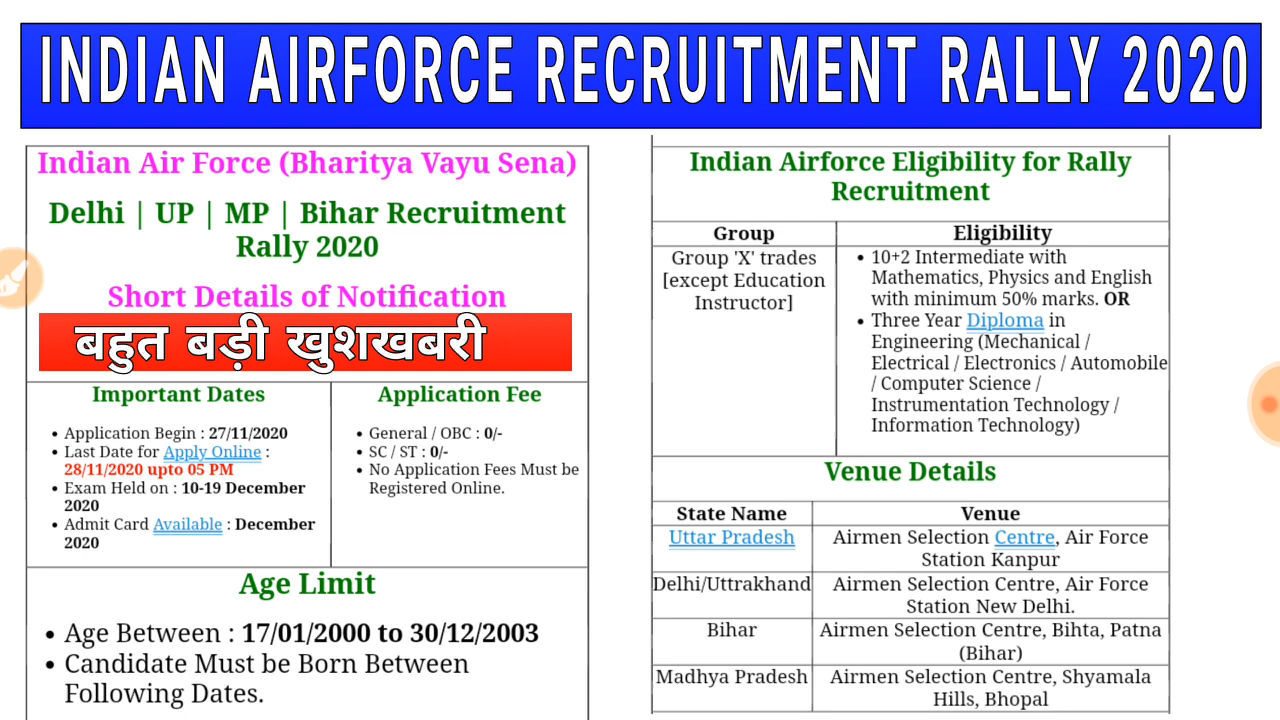 INDIAN AIRFORCE RECRUITMENT RALLY 2020
Indian Air Force (Bharitya Vayu Sena)
Delhi | UP | MP | Bihar Recruitment
Rally 2020
Short Details of Notification
बहुत बड़ी खुशखबरी
Important Dates
• Application Begin : 27/11/2020
• Last Date for Apply Online :
28/11/2020 upto 05 PM
• Exam Held on : 10-19 December
2020
• Admit Card Available : December
2020
Application Fee
• General / OBC : 0/-
• SC / ST : 0/-
• No Application Fees Must be
Registered Online.
Age Limit
• Age Between : 17/01/2000 to 30/12/2003
• Candidate Must be Born Between
Following Dates.
Indian Airforce Eligibility for Rally
Recruitment
Group
Eligibility
Group 'X' trades
[except Education
Instructor]
• 10+2 Intermediate with
Mathematics, Physics and English
with minimum 50% marks. OR
• Three Year Diploma in
Engineering (Mechanical /
Electrical / Electronics / Automobile
/ Computer Science /
Instrumentation Technology /
Information Technology)
Venue Details
State Name
Venue
Uttar Pradesh
Airmen Selection Centre, Air Force
Station Kanpur
Delhi/Uttrakhand
Airmen Selection Centre, Air Force
Station New Delhi.
Bihar
Airmen Selection Centre, Bihta, Patna
(Bihar)
Madhya Pradesh
Airmen Selection Centre, Shyamala
Hills, Bhopal